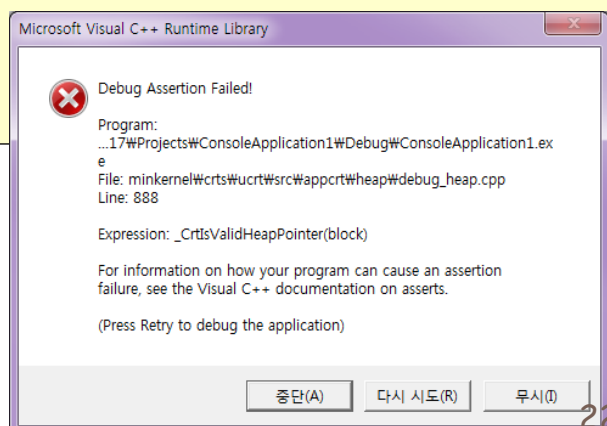 Microsoft Visual C++ Runtime Library
Debug Assertion Failed!
Program:
...17₩Projects₩ConsoleApplication1₩Debug₩ConsoleApplication1.ex
e
File: minkernel₩crts₩ucrt₩src₩appcrt₩heap₩debug_heap.cpp
Line: 888
Expression: _CrtIsValidHeapPointer(block)
For information on how your program can cause an assertion
failure, see the Visual C++ documentation on asserts.
(Press Retry to debug the application)
중단(A) 다시 시도(R) 무시(I)